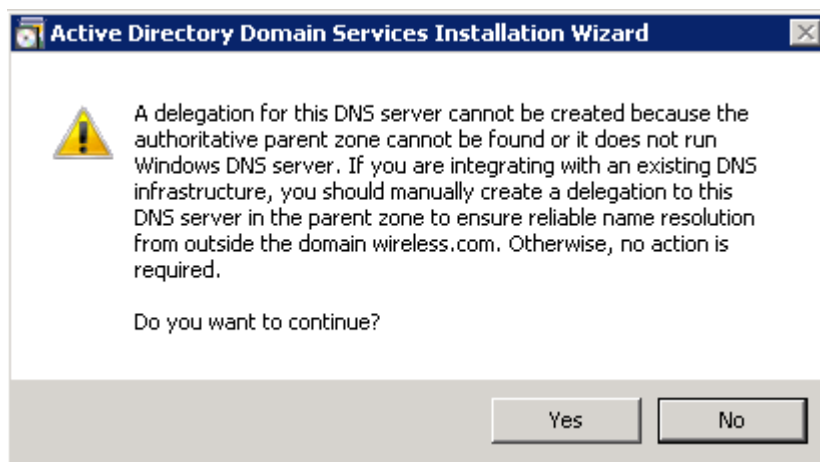 Active Directory Domain Services Installation Wizard
A delegation for this DNS server cannot be created because the
authoritative parent zone cannot be found or it does not run
Windows DNS server. If you are integrating with an existing DNS
infrastructure, you should manually create a delegation to this
DNS server in the parent zone to ensure reliable name resolution
from outside the domain wireless.com. Otherwise, no action is
required.
Do you want to continue?
Yes
No